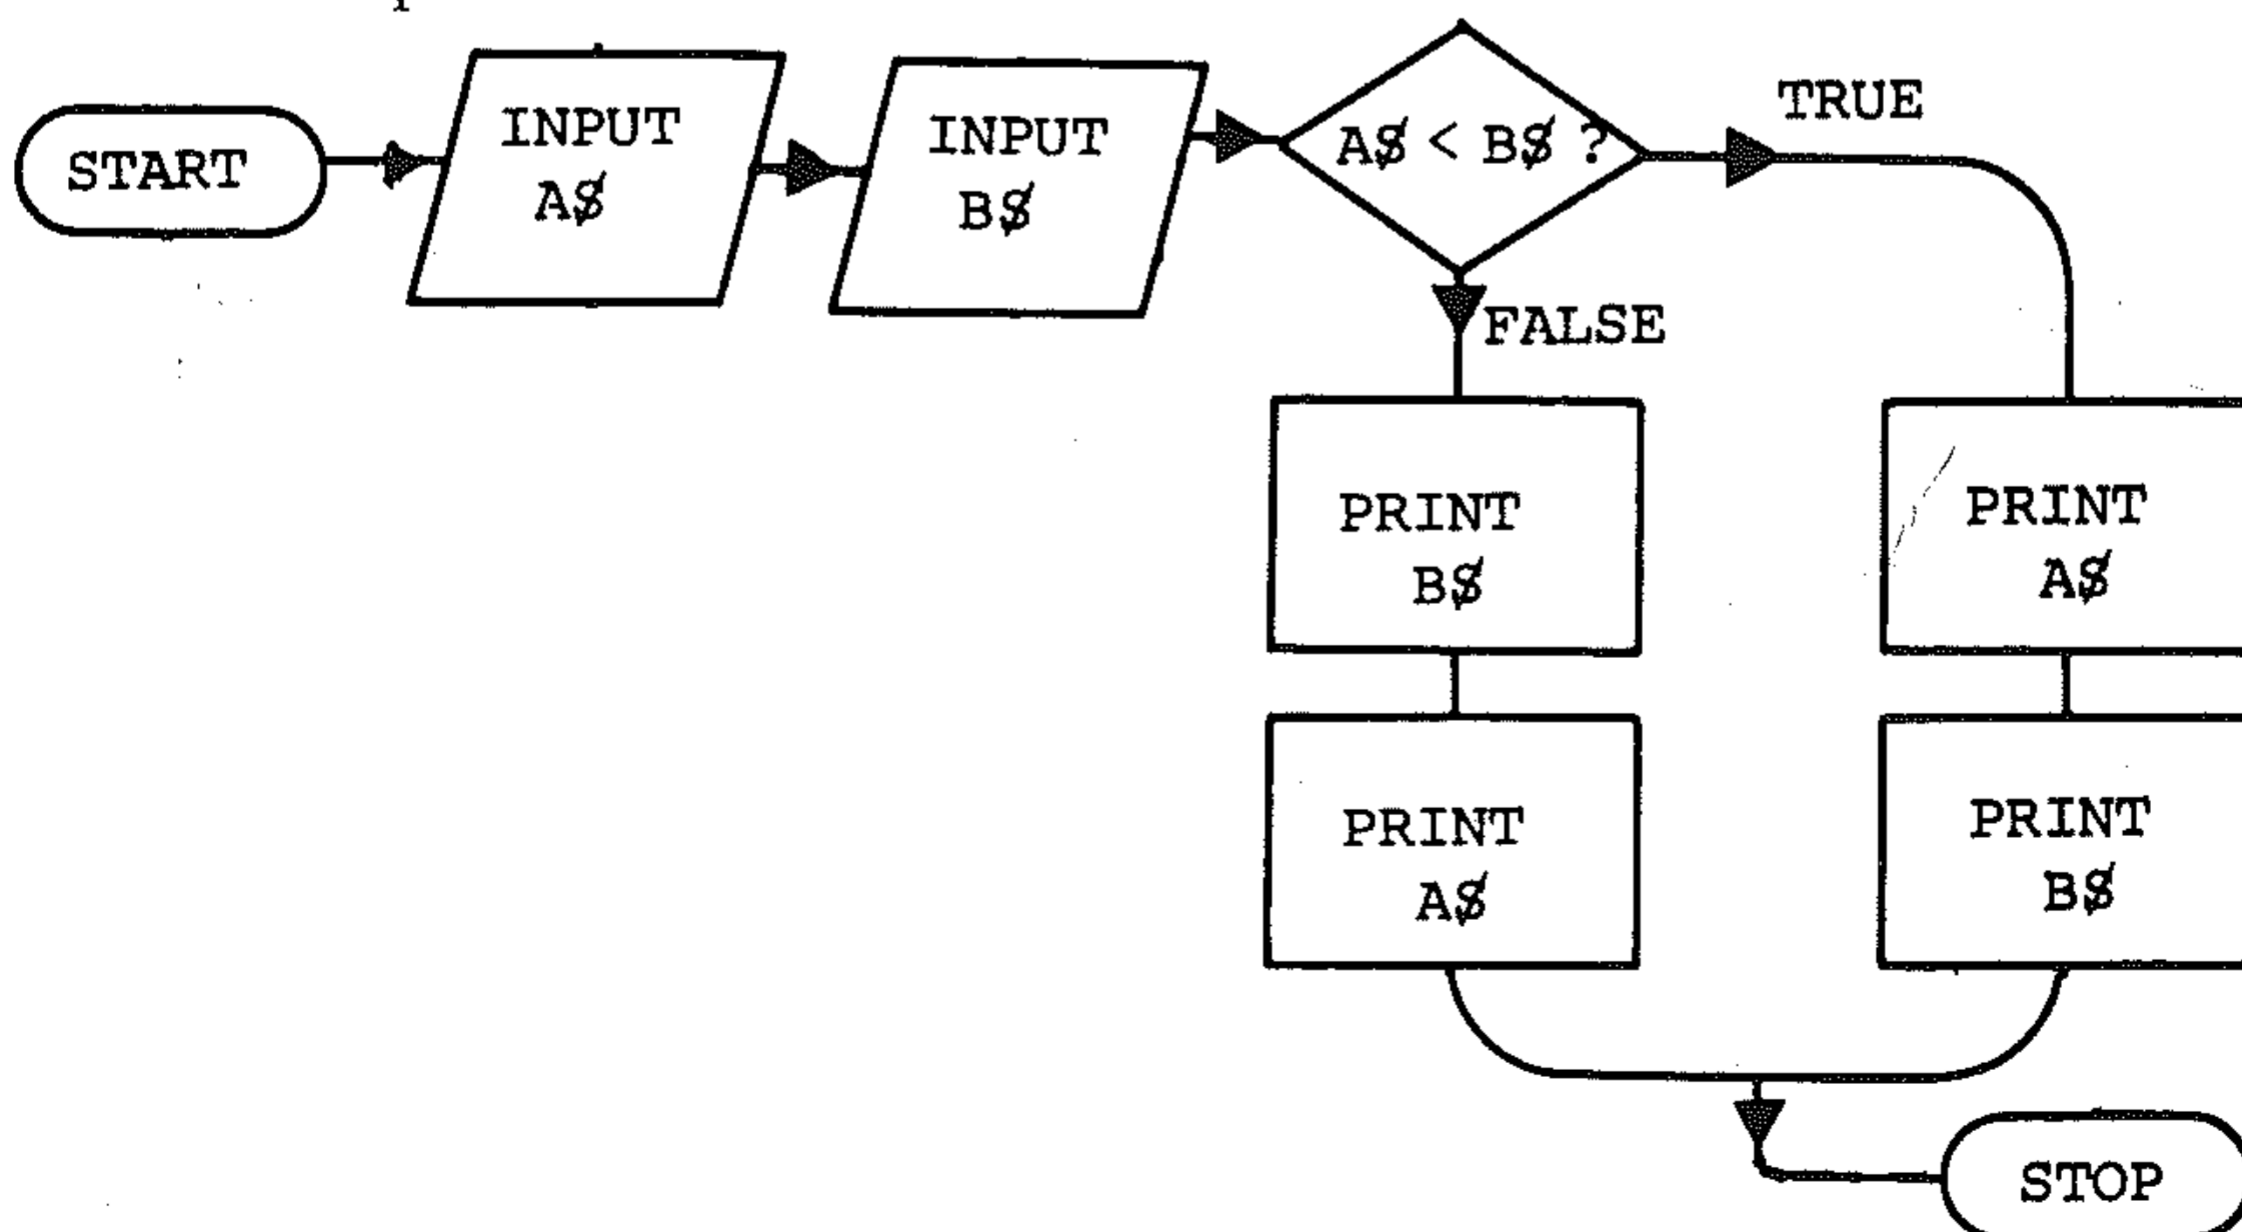 START
INPUT
A$
INPUT
B$
A$ < B$ ?
TRUE
FALSE
PRINT
B$
PRINT
A$
PRINT
A$
PRINT
B$
STOP